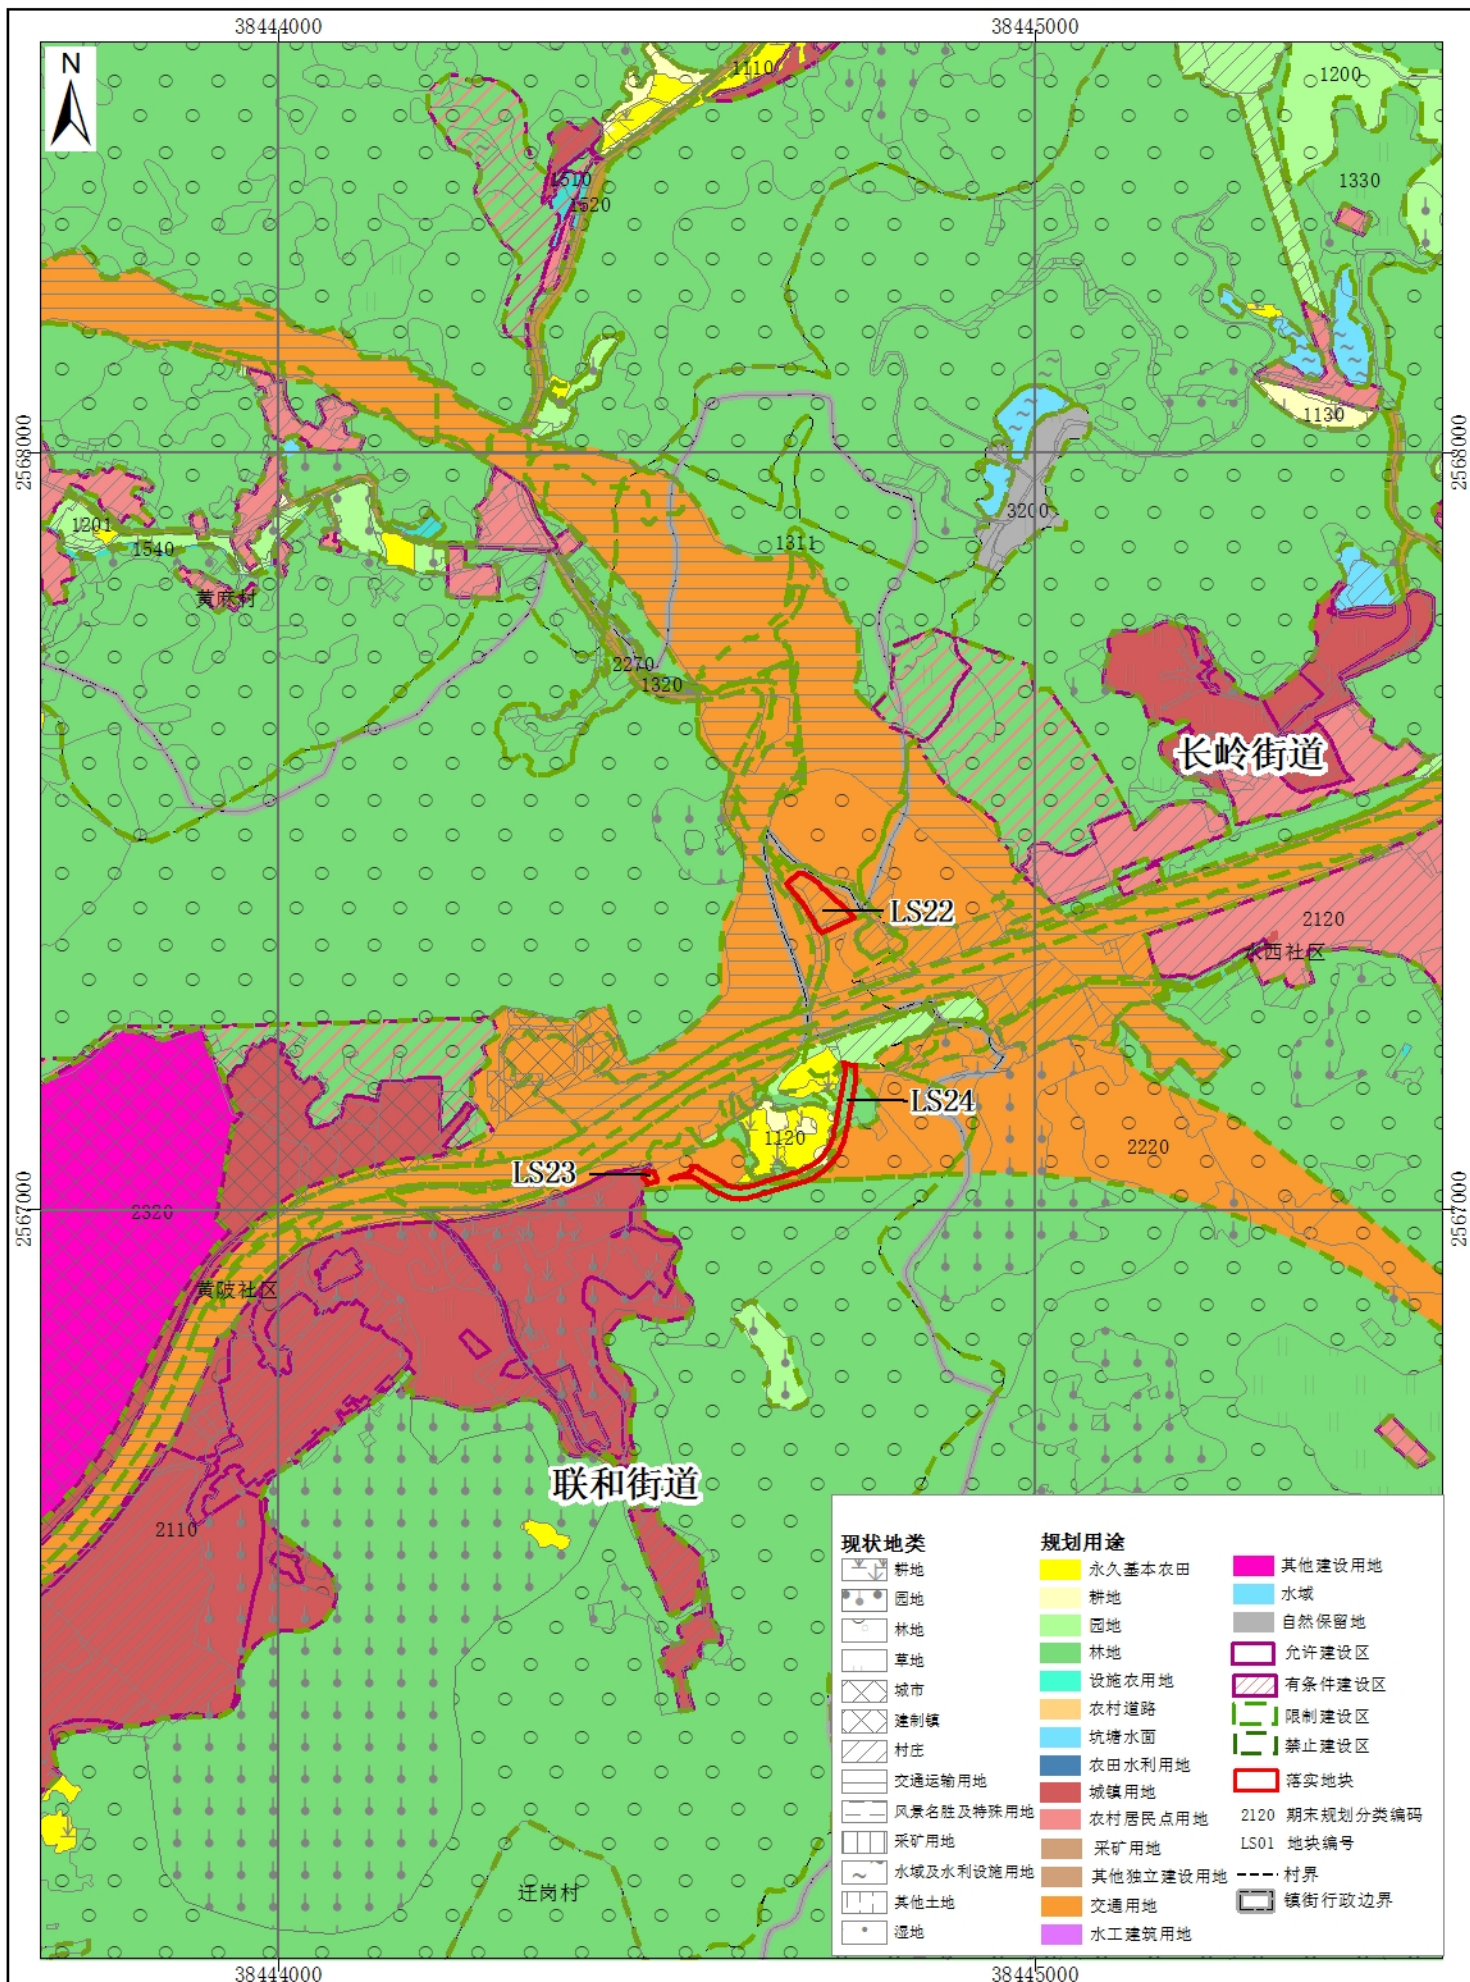 38444000
38445000
N
1110
1200
1510
1520
1330
1130
2568000
2568000
1201
1540
3200
1311
黄麻村
2270
1320
长岭街道
LS22
2120
水西社区
LS24
1120
2220
LS23
2320
2567000
2567000
黄陂社区
联和街道
2110
迁岗村
现状地类
耕地
园地
林地
草地
城市
建制镇
村庄
交通运输用地
风景名胜及特殊用地
采矿用地
水域及水利设施用地
其他土地
湿地
规划用途
永久基本农田
耕地
园地
林地
设施农用地
农村道路
坑塘水面
农田水利用地
城镇用地
农村居民点用地
采矿用地
其他独立建设用地
交通用地
水工建筑用地
其他建设用地
水域
自然保留地
允许建设区
有条件建设区
限制建设区
禁止建设区
落实地块
2120 期末规划分类编码
LS01 地块编号
村界
镇街行政边界
38444000
38445000